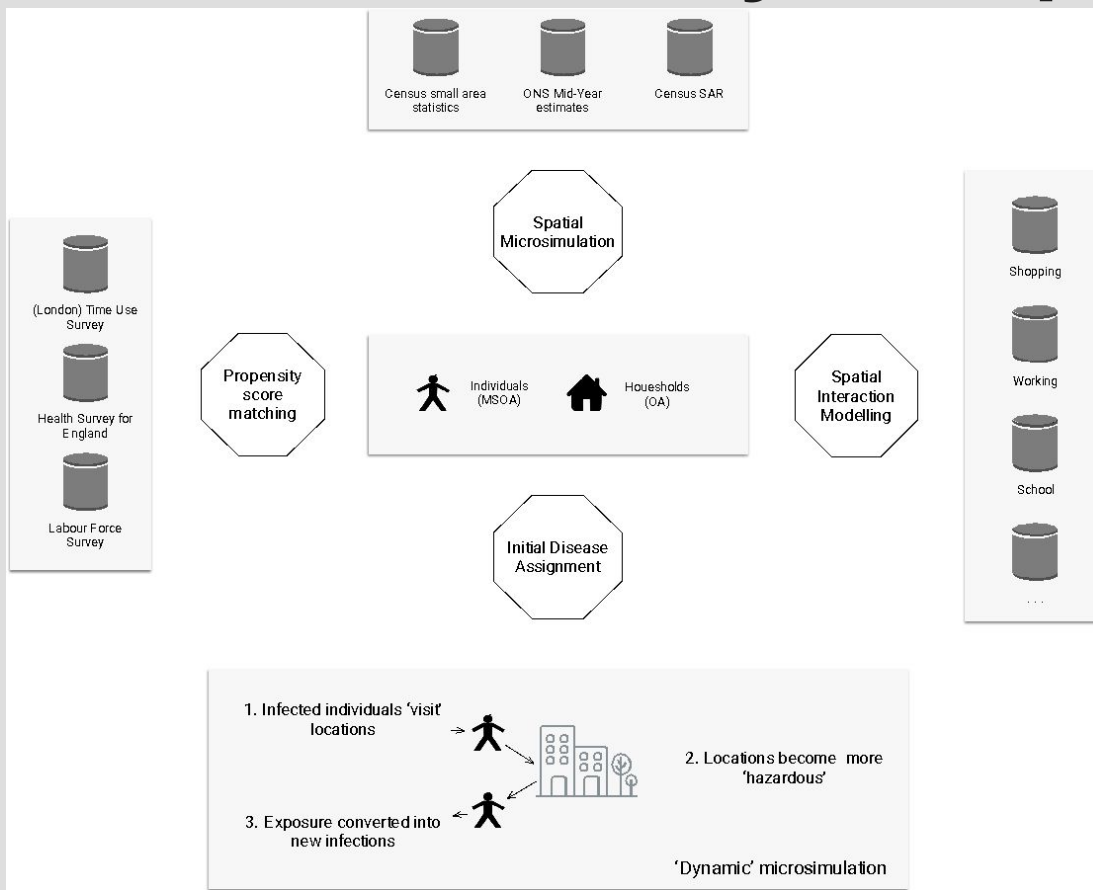 Census small area
statistics
ONS Mid-Year
estimates
Census SAR
Spatial
Microsimulation
(London) Time Use
Survey
Health Survey for
England
Labour Force
Survey
Propensity
score
matching
Individuals
(MSOA)
Houesholds
(OA)
Spatial
Interaction
Modelling
Shopping
Working
School
. . .
Initial Disease
Assignment
1. Infected individuals 'visit'
locations
2. Locations become more
'hazardous'
3. Exposure converted into
new infections
'Dynamic' microsimulation